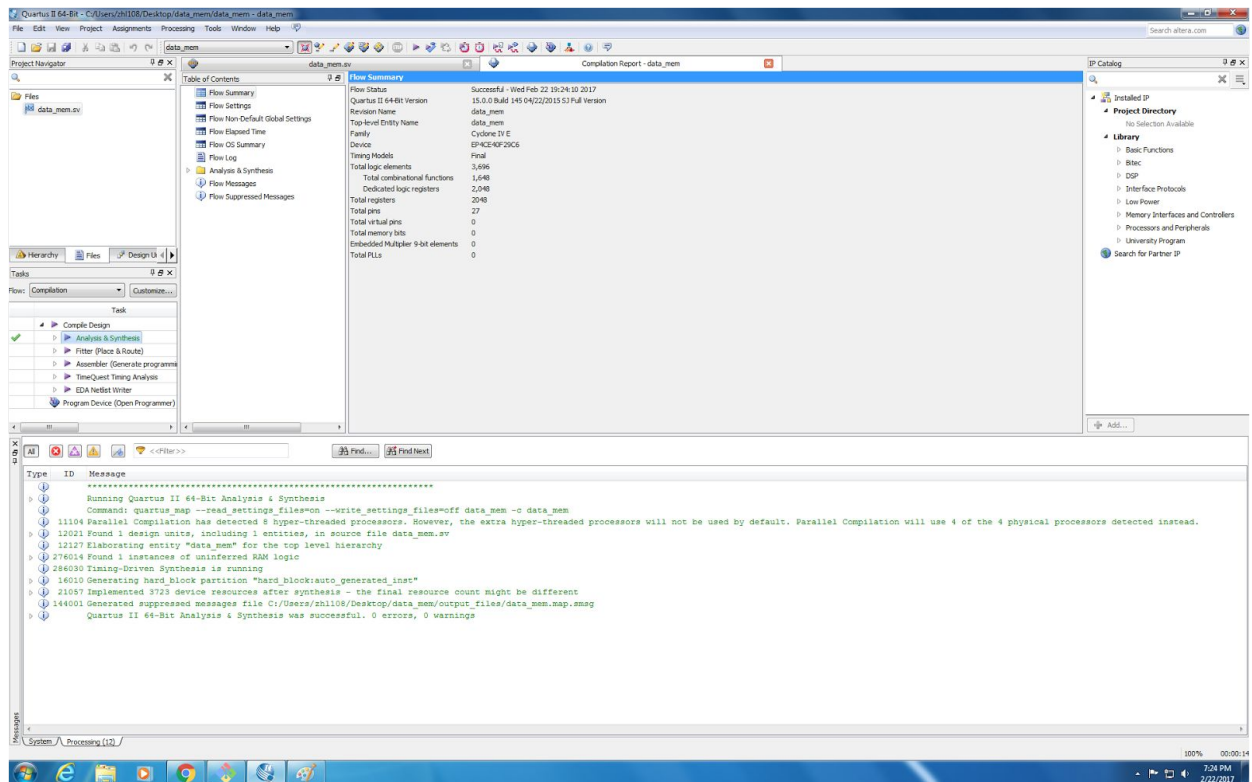 Quartus II 64-Bit - C:/Users/zhl108/Desktop/data_mem/data_mem - data_mem
File Edit View Project Assignments Processing Tools Window Help
Search altera.com
data_mem
Project Navigator
Files
data_mem.sv
Hierarchy Files Design Un
Tasks
Flow: Compilation Customize...
Task
Compile Design
Analysis & Synthesis
Fitter (Place & Route)
Assembler (Generate programmi
TimeQuest Timing Analysis
EDA Netlist Writer
Program Device (Open Programmer)
data_mem.sv
Compilation Report - data_mem
Table of Contents
Flow Summary
Flow Settings
Flow Non-Default Global Settings
Flow Elapsed Time
Flow OS Summary
Flow Log
Analysis & Synthesis
Flow Messages
Flow Suppressed Messages
Flow Summary
Flow Status Successful - Wed Feb 22 19:24:10 2017
Quartus II 64-Bit Version 15.0.0 Build 145 04/22/2015 SJ Full Version
Revision Name data_mem
Top-level Entity Name data_mem
Family Cyclone IV E
Device EP4CE40F29C6
Timing Models Final
Total logic elements 3,696
Total combinational functions 1,648
Dedicated logic registers 2,048
Total registers 2048
Total pins 27
Total virtual pins 0
Total memory bits 0
Embedded Multiplier 9-bit elements 0
Total PLLs 0
IP Catalog
Installed IP
Project Directory
No Selection Available
Library
Basic Functions
Bitec
DSP
Interface Protocols
Low Power
Memory Interfaces and Controllers
Processors and Peripherals
University Program
Search for Partner IP
Add...
All <<Filter>> Find... Find Next
Type ID Message
*******************************************************************
Running Quartus II 64-Bit Analysis & Synthesis
Command: quartus_map --read_settings_files=on --write_settings_files=off data_mem -c data_mem
11104 Parallel Compilation has detected 8 hyper-threaded processors. However, the extra hyper-threaded processors will not be used by default. Parallel Compilation will use 4 of the 4 physical processors detected instead.
12021 Found 1 design units, including 1 entities, in source file data_mem.sv
12127 Elaborating entity "data_mem" for the top level hierarchy
276014 Found 1 instances of uninferred RAM logic
286030 Timing-Driven Synthesis is running
16010 Generating hard_block partition "hard_block:auto_generated_inst"
21057 Implemented 3723 device resources after synthesis - the final resource count might be different
144001 Generated suppressed messages file C:/Users/zhl108/Desktop/data_mem/output_files/data_mem.map.smsg
Quartus II 64-Bit Analysis & Synthesis was successful. 0 errors, 0 warnings
Messages
System Processing (12)
100% 00:00:14
7:24 PM
2/22/2017